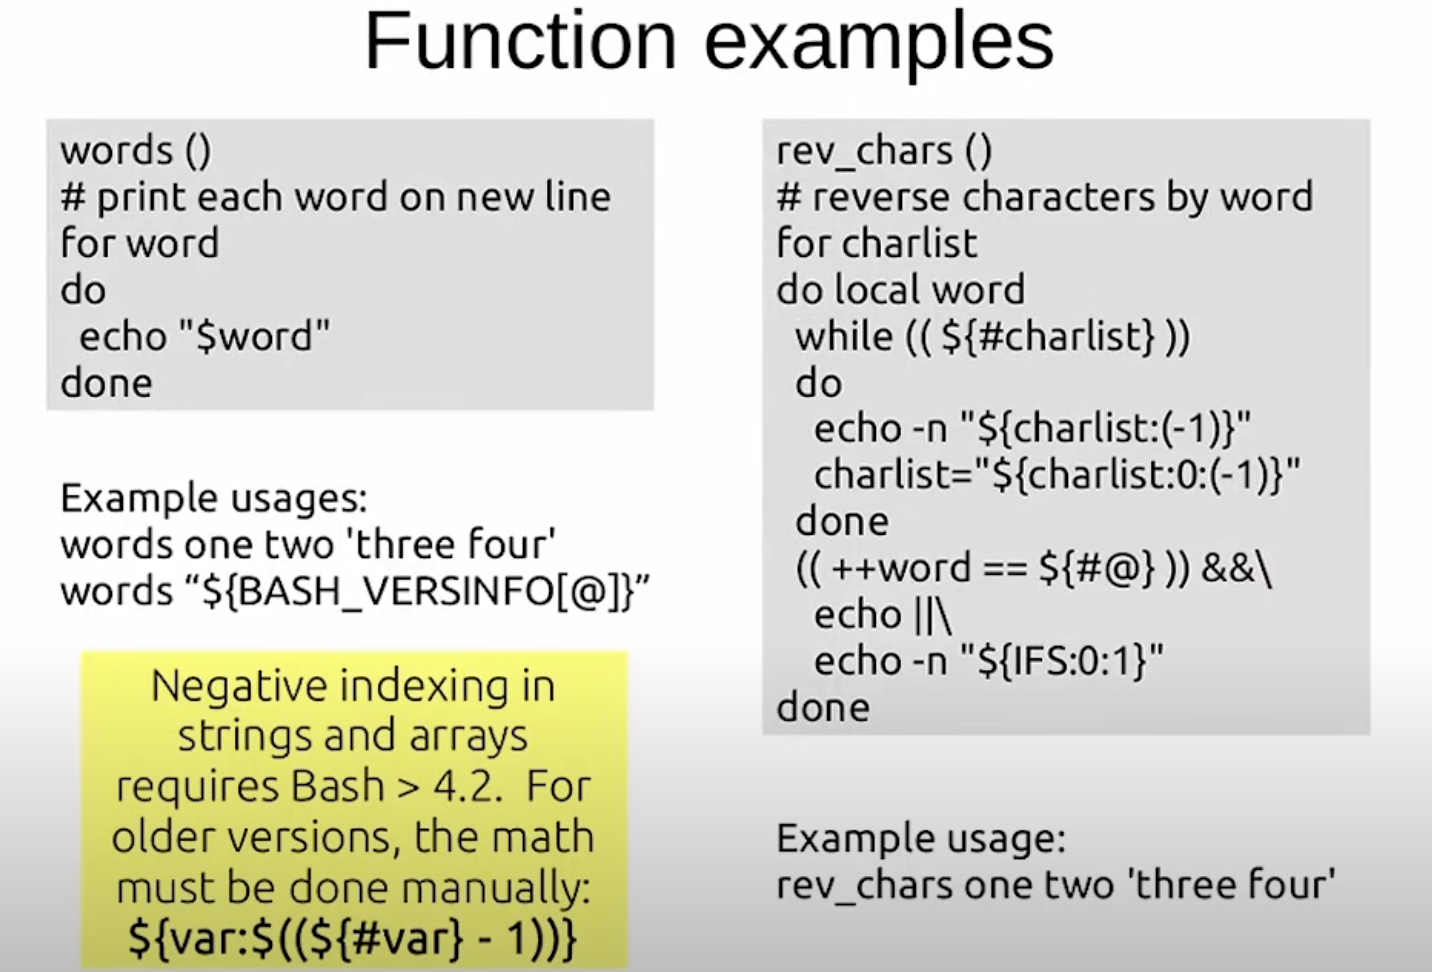 Function examples
words ()
# print each word on new line
for word
do
 echo "$word"
done
Example usages:
words one two 'three four'
words “${BASH_VERSINFO[@]}”
Negative indexing in
strings and arrays
requires Bash > 4.2.  For
older versions, the math
must be done manually:
${var:$((${#var} - 1))}
rev_chars ()
# reverse characters by word
for charlist
do local word
 while (( ${#charlist} ))
 do
  echo -n "${charlist:(-1)}"
  charlist="${charlist:0:(-1)}"
 done
 (( ++word == ${#@} )) &&\
  echo ||\
  echo -n "${IFS:0:1}"
done
Example usage:
rev_chars one two 'three four'